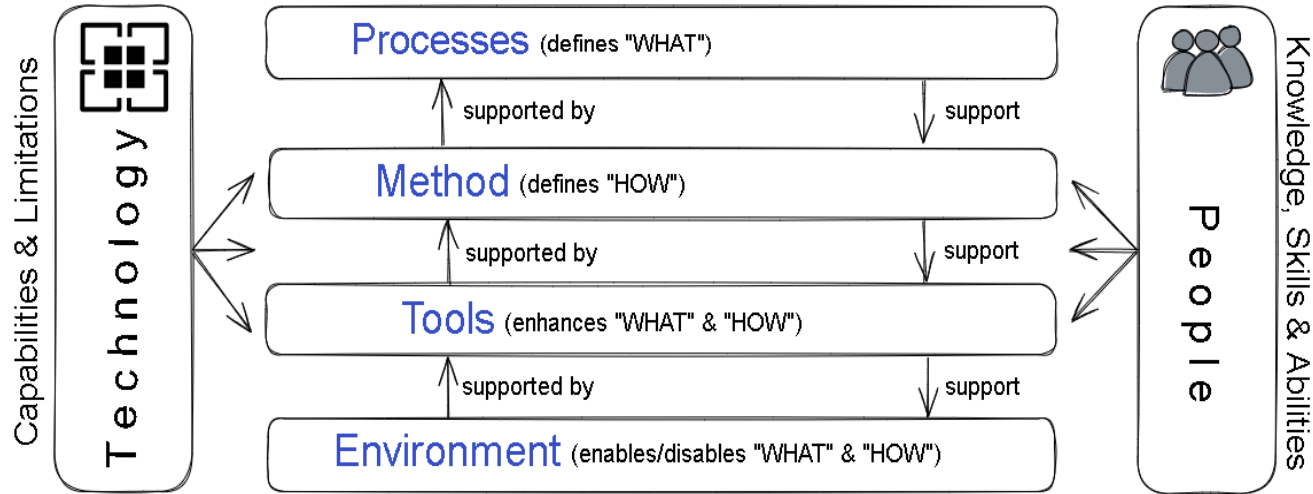 Capabilities & Limitations
Technology
Processes (defines "WHAT")
supported by
support
Method (defines "HOW")
supported by
support
Tools (enhances "WHAT" & "HOW")
supported by
support
Environment (enables/disables "WHAT" & "HOW")
People
Knowledge, Skills & Abilities